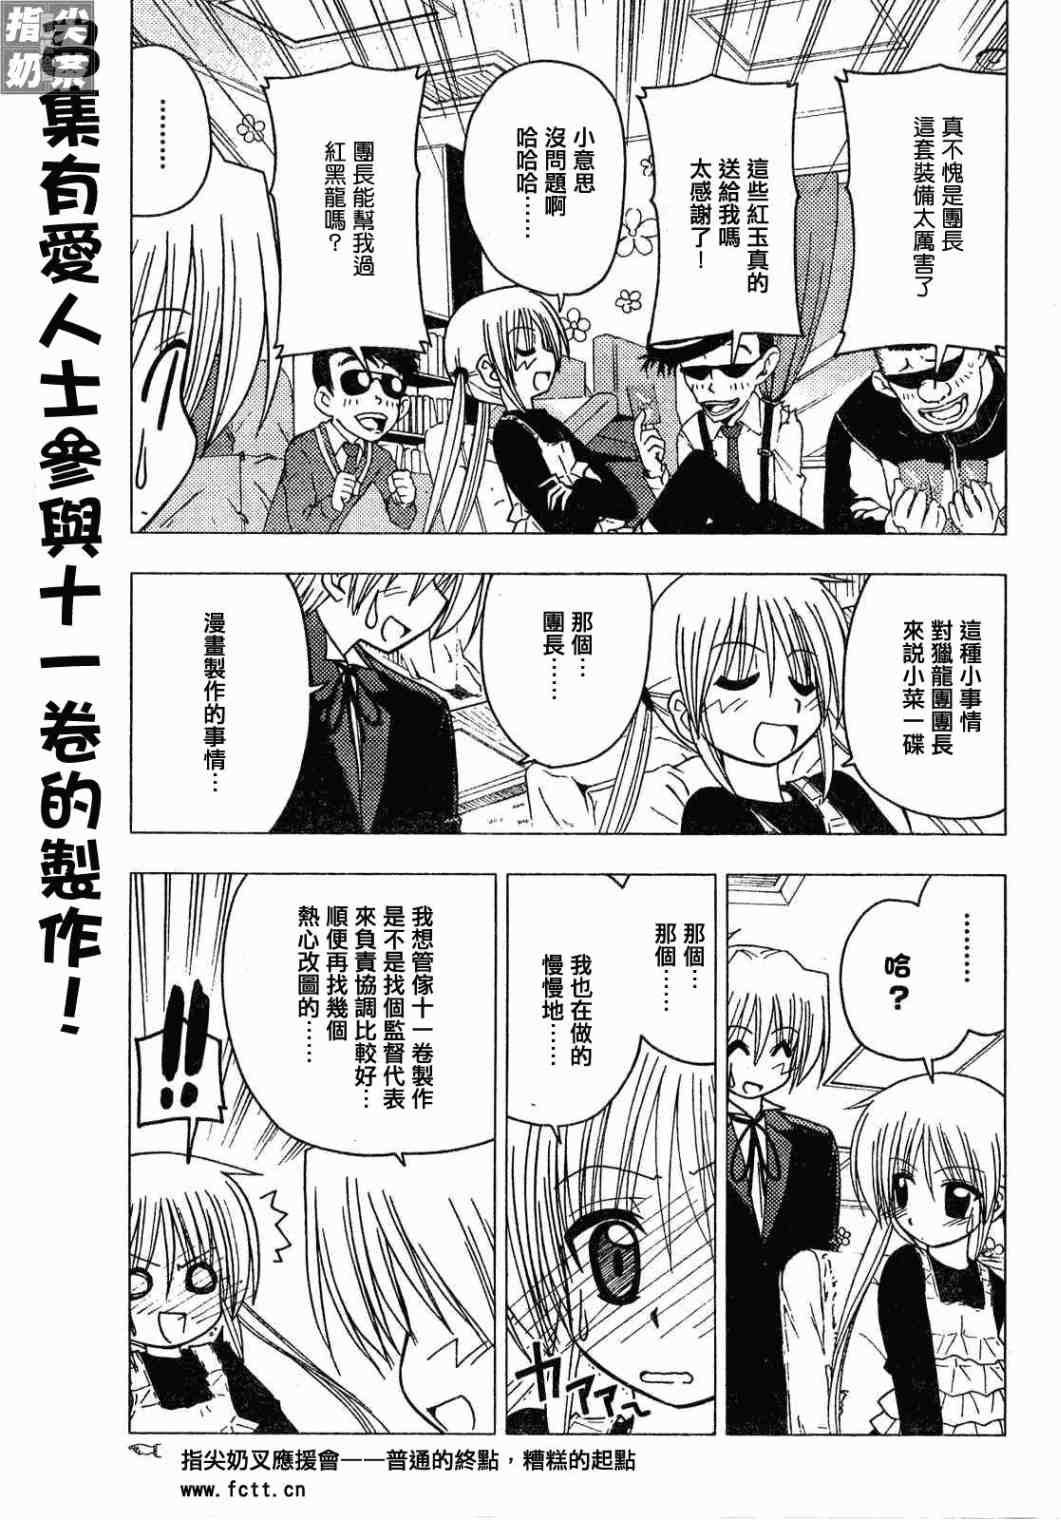 指尖
奶茶
集有愛人士參與十一卷的製作！
真不愧是團長
這套裝備太厲害了
這些紅玉真的
送給我嗎
太感謝了！
小意思
沒問題啊
哈哈哈……
團長能幫我過
紅黑龍嗎？
………
這種小事情
對獵龍團團長
來説小菜一碟
那個…
團長……
漫畫製作的事情…
………
哈？
那個…
那個……
我也在做的
慢慢地……
カァァァ〜
我想管傢十一卷製作
是不是找個監督代表
來負責協調比較好…
順便再找幾個
熱心改圖的……
!!
指尖奶叉應援會——普通的終點，糟糕的起點
www.fctt.cn